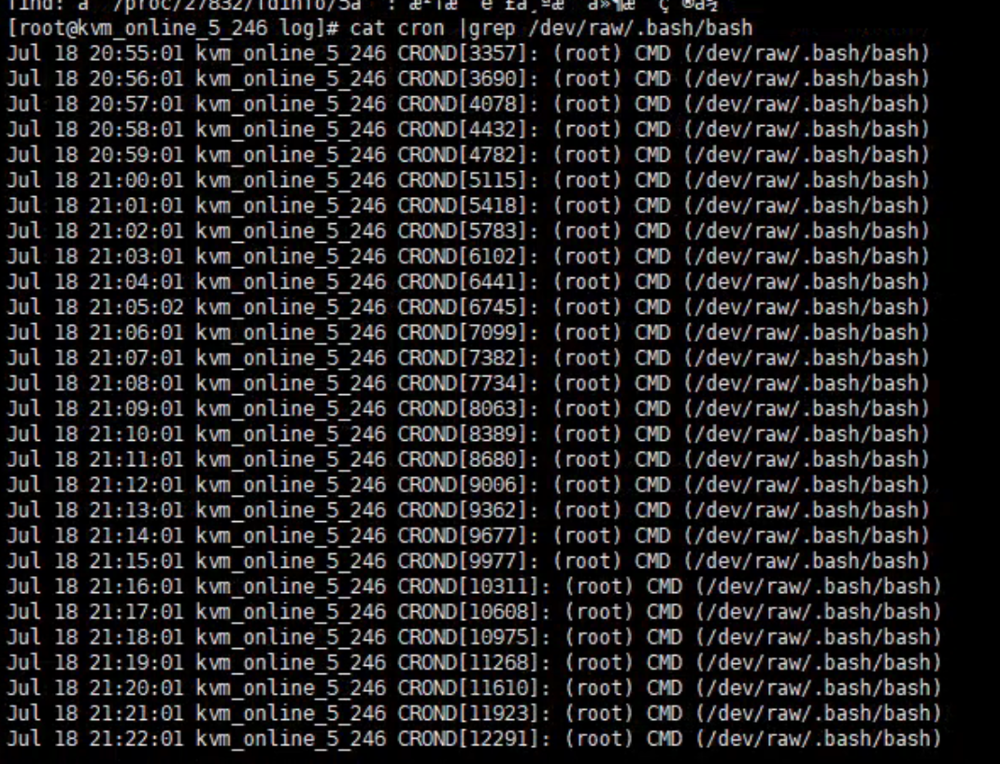 /proc/27832/fdinfo/5
[root@kvm_online_5_246 log]# cat cron |grep /dev/raw/.bash/bash
Jul 18 20:55:01 kvm_online_5_246 CROND[3357]: (root) CMD (/dev/raw/.bash/bash)
Jul 18 20:56:01 kvm_online_5_246 CROND[3690]: (root) CMD (/dev/raw/.bash/bash)
Jul 18 20:57:01 kvm_online_5_246 CROND[4078]: (root) CMD (/dev/raw/.bash/bash)
Jul 18 20:58:01 kvm_online_5_246 CROND[4432]: (root) CMD (/dev/raw/.bash/bash)
Jul 18 20:59:01 kvm_online_5_246 CROND[4782]: (root) CMD (/dev/raw/.bash/bash)
Jul 18 21:00:01 kvm_online_5_246 CROND[5115]: (root) CMD (/dev/raw/.bash/bash)
Jul 18 21:01:01 kvm_online_5_246 CROND[5418]: (root) CMD (/dev/raw/.bash/bash)
Jul 18 21:02:01 kvm_online_5_246 CROND[5783]: (root) CMD (/dev/raw/.bash/bash)
Jul 18 21:03:01 kvm_online_5_246 CROND[6102]: (root) CMD (/dev/raw/.bash/bash)
Jul 18 21:04:01 kvm_online_5_246 CROND[6441]: (root) CMD (/dev/raw/.bash/bash)
Jul 18 21:05:02 kvm_online_5_246 CROND[6745]: (root) CMD (/dev/raw/.bash/bash)
Jul 18 21:06:01 kvm_online_5_246 CROND[7099]: (root) CMD (/dev/raw/.bash/bash)
Jul 18 21:07:01 kvm_online_5_246 CROND[7382]: (root) CMD (/dev/raw/.bash/bash)
Jul 18 21:08:01 kvm_online_5_246 CROND[7734]: (root) CMD (/dev/raw/.bash/bash)
Jul 18 21:09:01 kvm_online_5_246 CROND[8063]: (root) CMD (/dev/raw/.bash/bash)
Jul 18 21:10:01 kvm_online_5_246 CROND[8389]: (root) CMD (/dev/raw/.bash/bash)
Jul 18 21:11:01 kvm_online_5_246 CROND[8680]: (root) CMD (/dev/raw/.bash/bash)
Jul 18 21:12:01 kvm_online_5_246 CROND[9006]: (root) CMD (/dev/raw/.bash/bash)
Jul 18 21:13:01 kvm_online_5_246 CROND[9362]: (root) CMD (/dev/raw/.bash/bash)
Jul 18 21:14:01 kvm_online_5_246 CROND[9677]: (root) CMD (/dev/raw/.bash/bash)
Jul 18 21:15:01 kvm_online_5_246 CROND[9977]: (root) CMD (/dev/raw/.bash/bash)
Jul 18 21:16:01 kvm_online_5_246 CROND[10311]: (root) CMD (/dev/raw/.bash/bash)
Jul 18 21:17:01 kvm_online_5_246 CROND[10608]: (root) CMD (/dev/raw/.bash/bash)
Jul 18 21:18:01 kvm_online_5_246 CROND[10975]: (root) CMD (/dev/raw/.bash/bash)
Jul 18 21:19:01 kvm_online_5_246 CROND[11268]: (root) CMD (/dev/raw/.bash/bash)
Jul 18 21:20:01 kvm_online_5_246 CROND[11610]: (root) CMD (/dev/raw/.bash/bash)
Jul 18 21:21:01 kvm_online_5_246 CROND[11923]: (root) CMD (/dev/raw/.bash/bash)
Jul 18 21:22:01 kvm_online_5_246 CROND[12291]: (root) CMD (/dev/raw/.bash/bash)